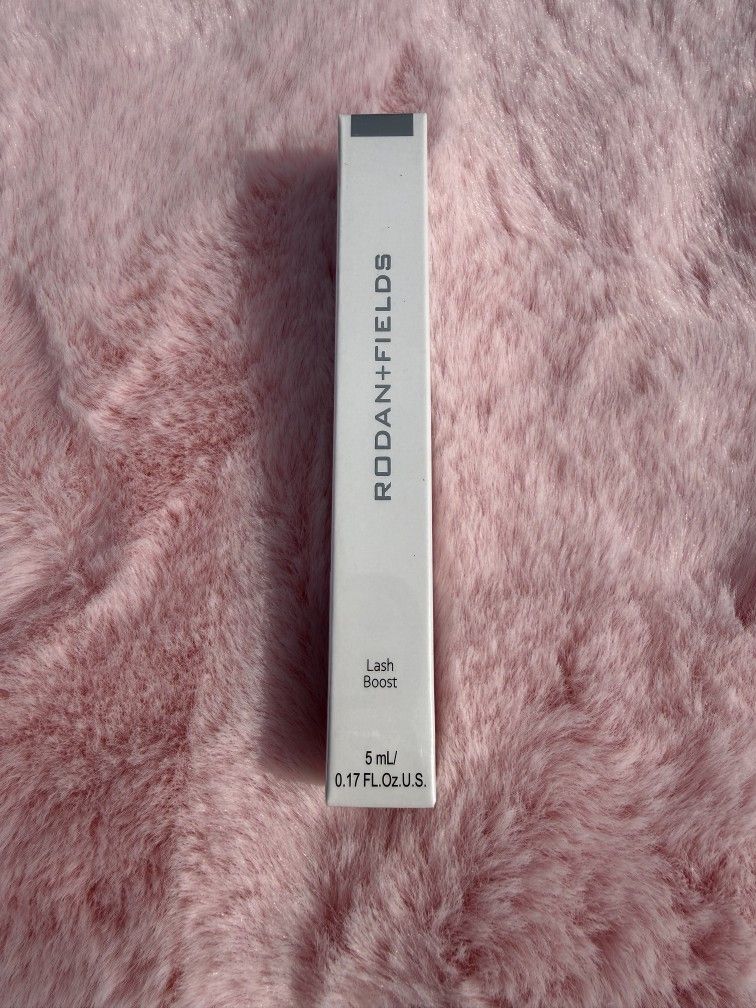 RODAN+FIELDS
Lash
Boost
5 mL/
0.17 FL.Oz.U.S.